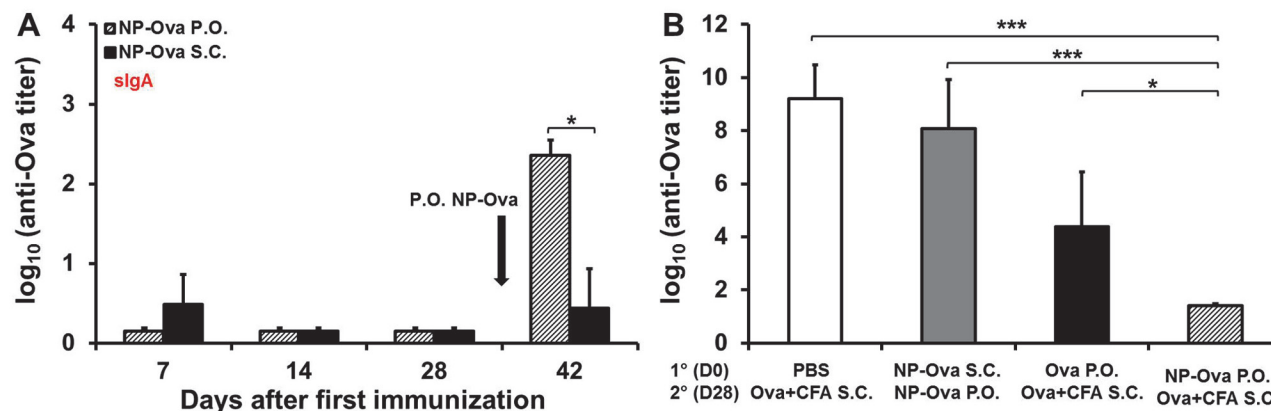 A
NP-Ova P.O.
NP-Ova S.C.
sIgA
log10 (anti-Ova titer)
4
3
2
1
0
P.O. NP-Ova
*
7 14 28 42
Days after first immunization
B
log10 (anti-Ova titer)
12
10
8
6
4
2
0
***
***
*
1° (D0) PBS NP-Ova S.C. Ova P.O. NP-Ova P.O.
2° (D28) Ova+CFA S.C. NP-Ova P.O. Ova+CFA S.C. Ova+CFA S.C